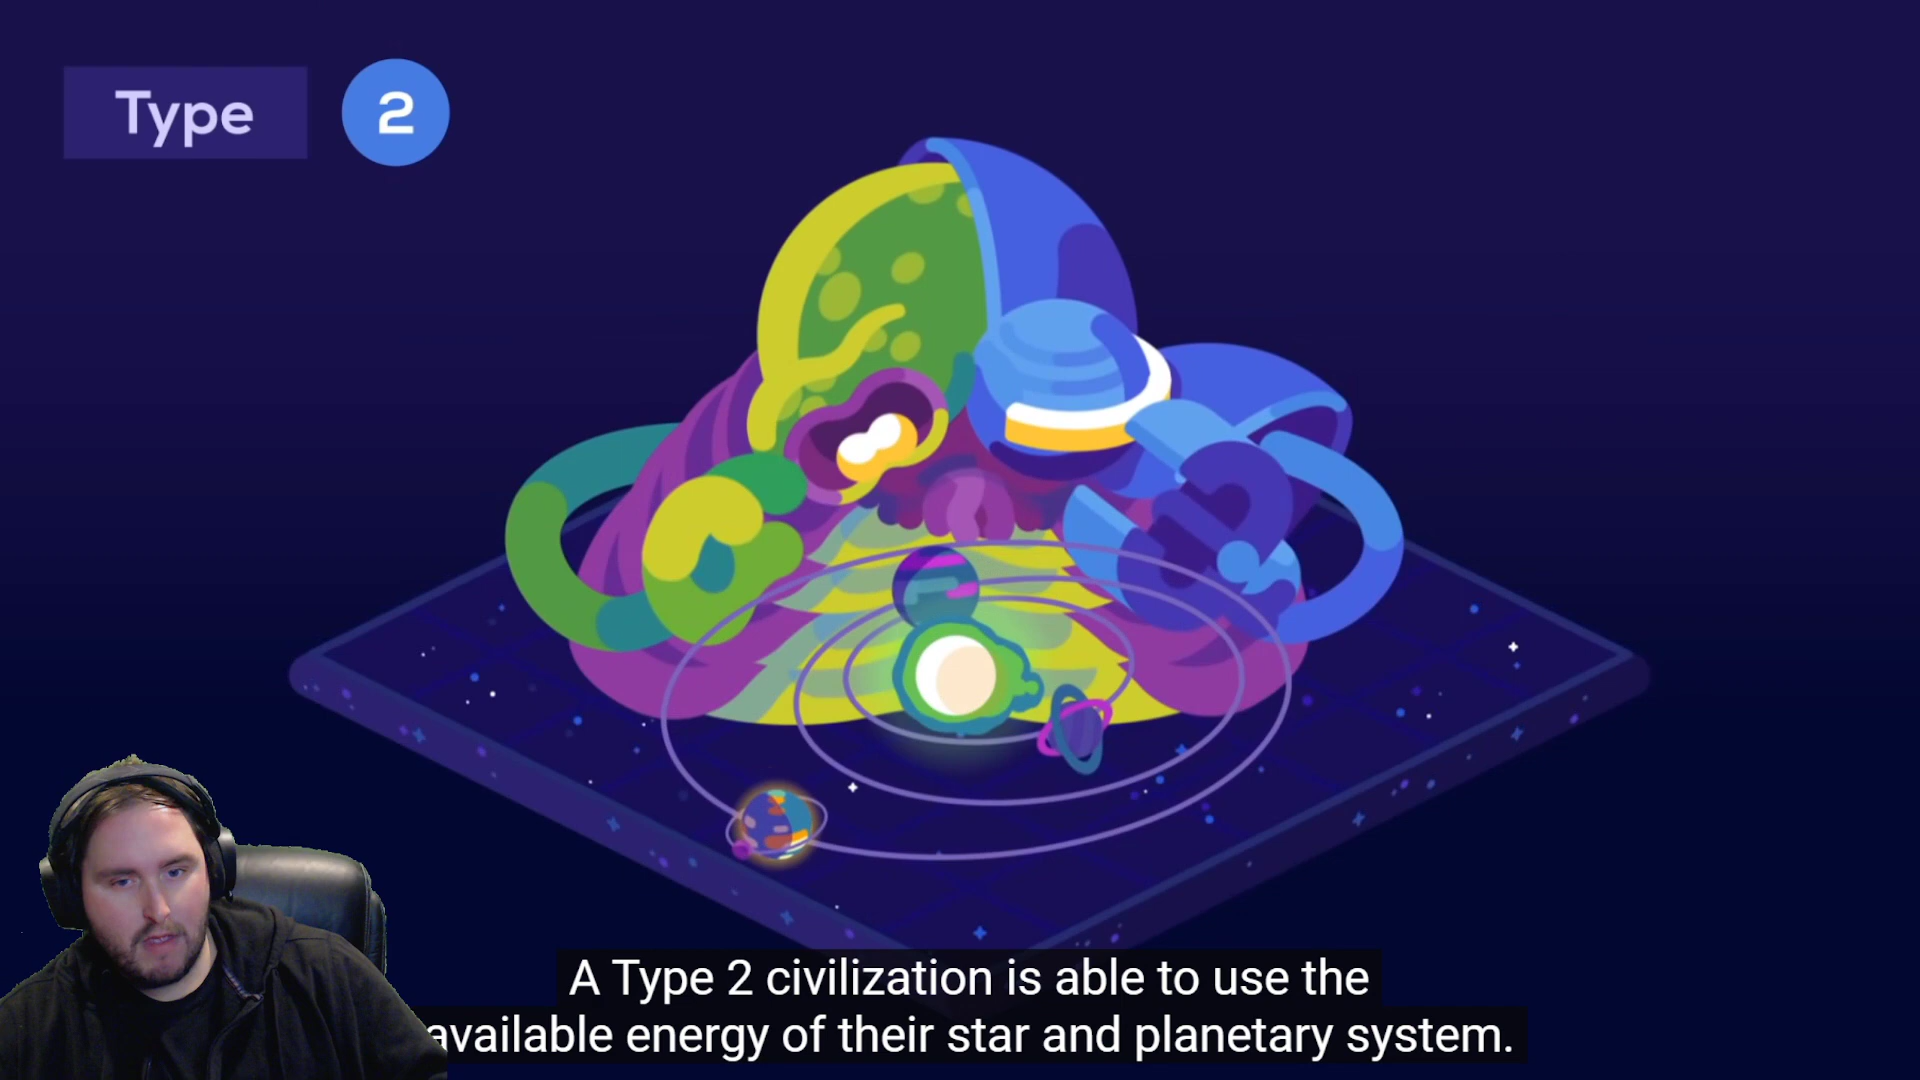 Type 2
A Type 2 civilization is able to use the
available energy of their star and planetary system.